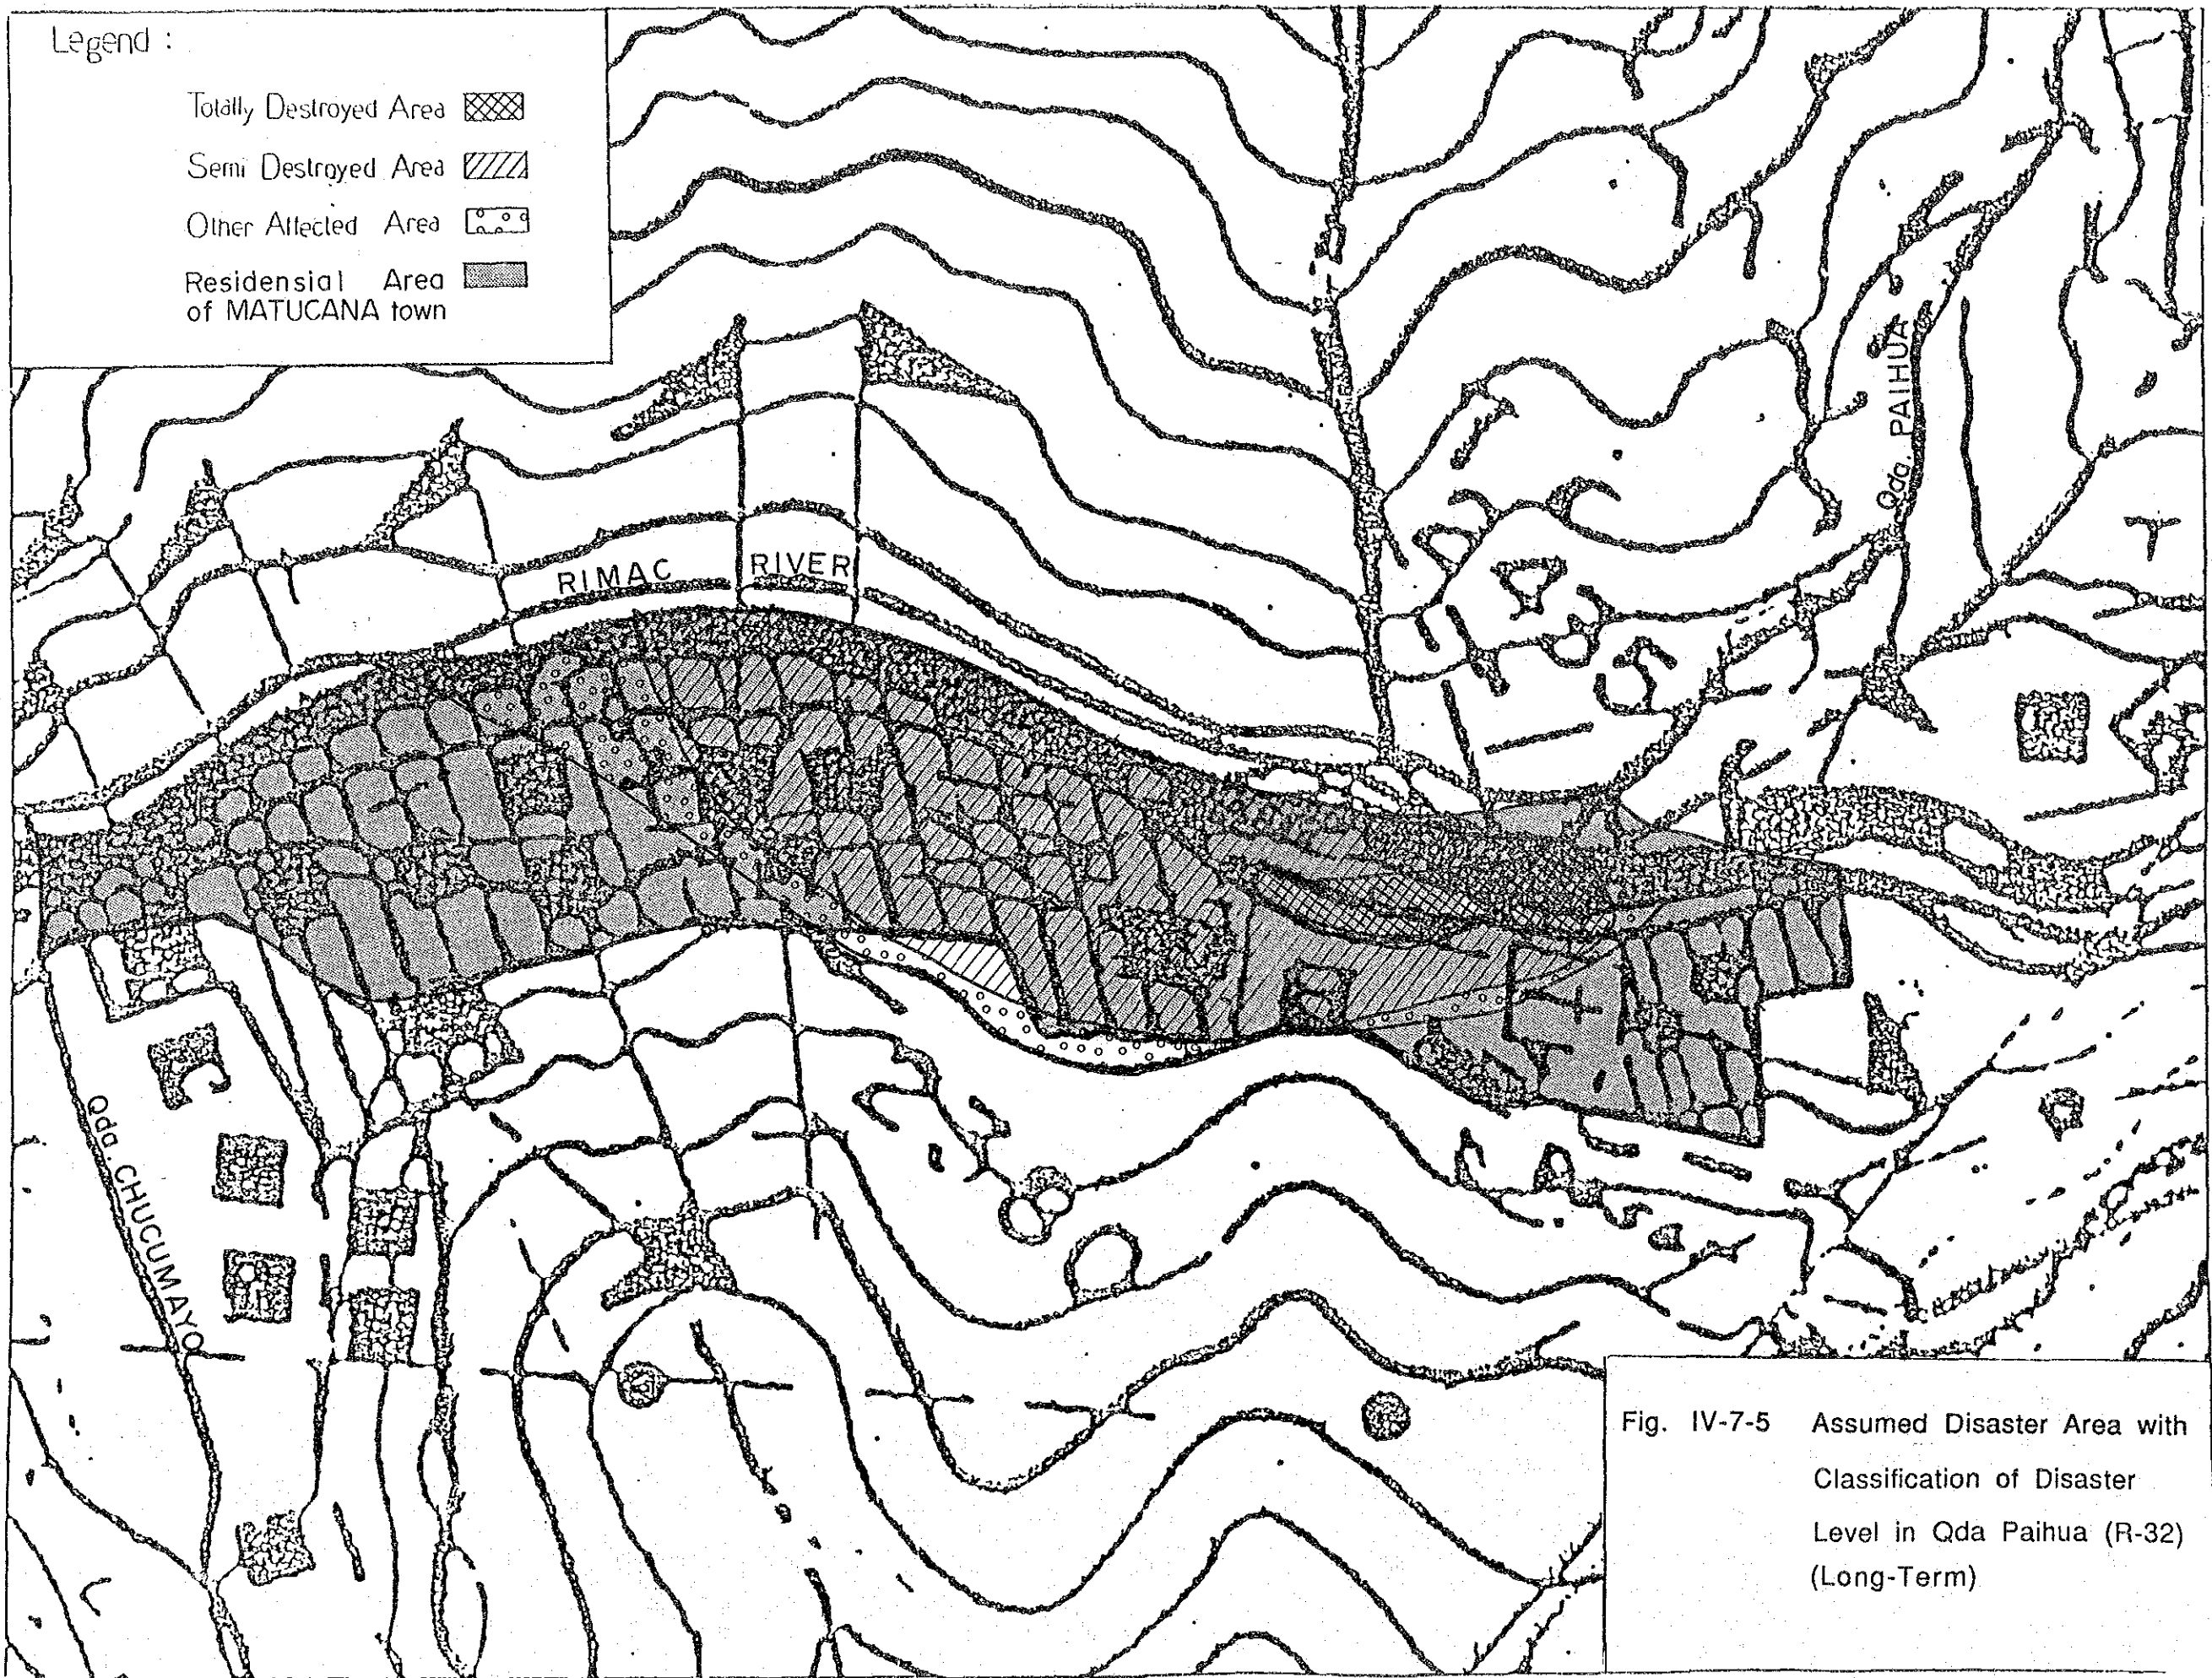 Legend :
Totally Destroyed Area
Semi Destroyed Area
Other Affected Area
Residensial Area
of MATUCANA town
RIMAC RIVER
Qda. PAIHUA
Qda. CHUCUMAYO
Fig. IV-7-5 Assumed Disaster Area with
Classification of Disaster
Level in Qda Paihua (R-32)
(Long-Term)